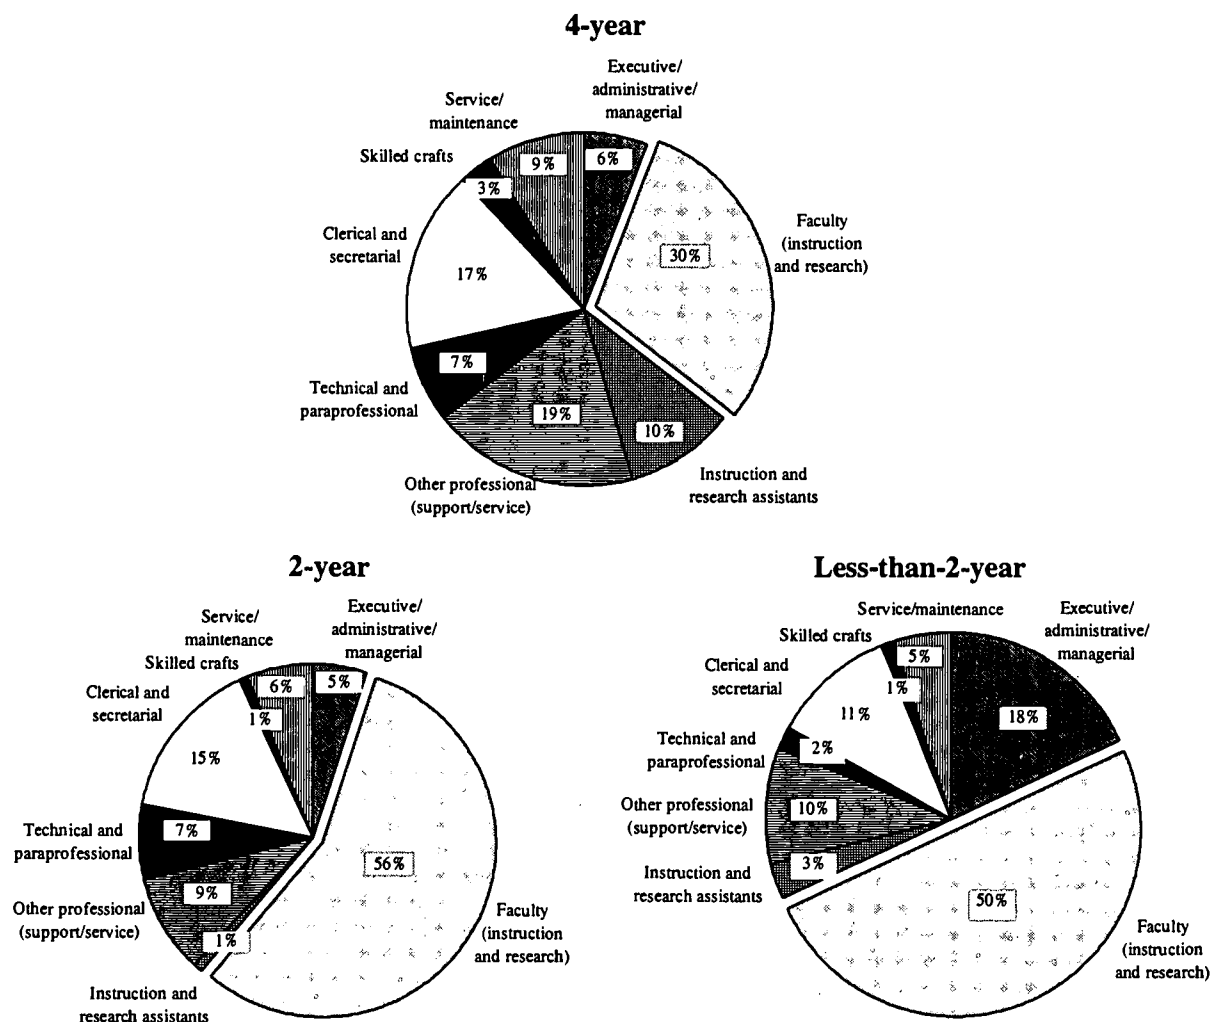 4-year
Executive/
administrative/
managerial
Service/
maintenance
Skilled crafts
9%
6%
3%
Clerical and
secretarial
Faculty
(instruction
and research)
30%
17%
7%
Technical and
paraprofessional
19%
10%
Other professional
(support/service)
Instruction and
research assistants
2-year
Service/
maintenance
Executive/
administrative/
managerial
Skilled crafts
Clerical and
secretarial
6%
5%
1%
15%
Technical and
paraprofessional
7%
56%
9%
Other professional
(support/service)
1%
Faculty
(instruction
and research)
Instruction and
research assistants
Less-than-2-year
Service/maintenance
Executive/
administrative/
managerial
Skilled crafts
Clerical and
secretarial
5%
1%
11%
18%
Technical and
paraprofessional
2%
Other professional
(support/service)
10%
3%
Instruction and
research assistants
50%
Faculty
(instruction
and research)